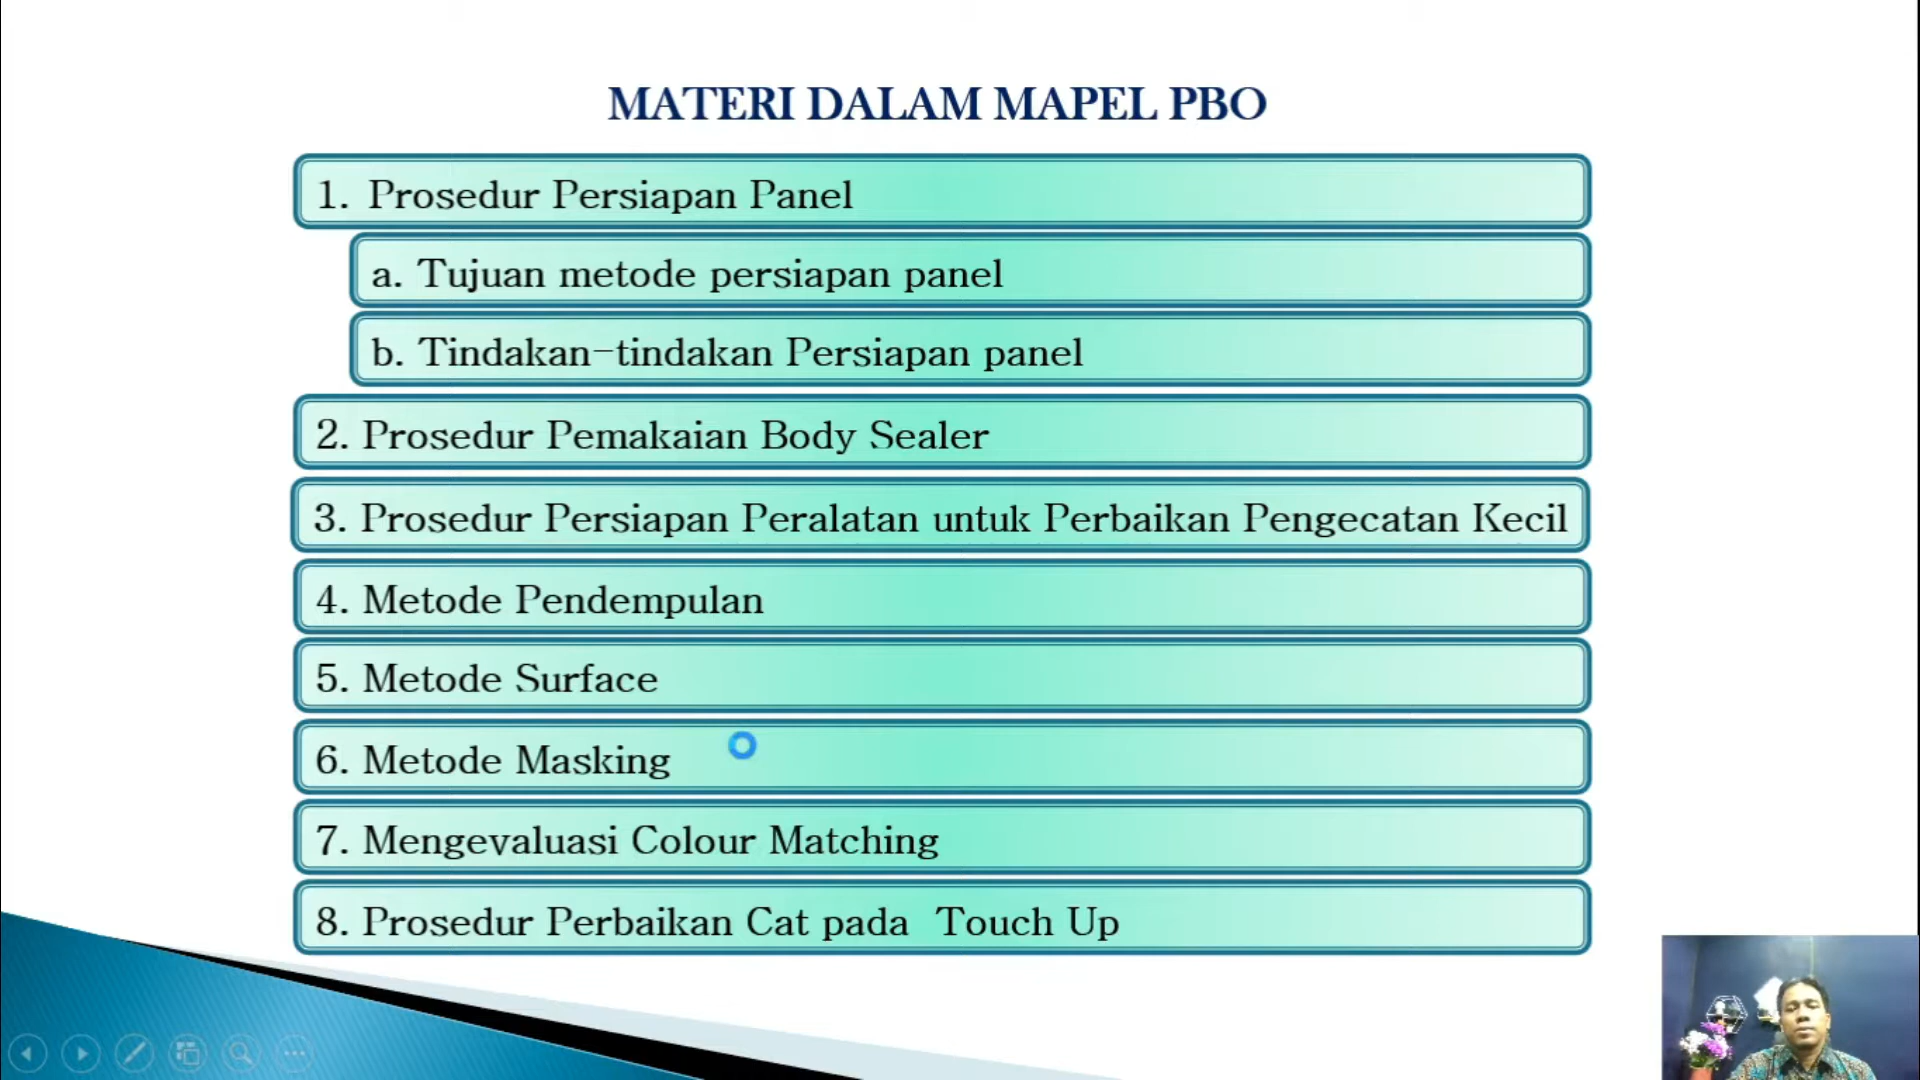 MATERI DALAM MAPEL PBO
1. Prosedur Persiapan Panel
a. Tujuan metode persiapan panel
b. Tindakan-tindakan Persiapan panel
2. Prosedur Pemakaian Body Sealer
3. Prosedur Persiapan Peralatan untuk Perbaikan Pengecatan Kecil
4. Metode Pendempulan
5. Metode Surface
6. Metode Masking
7. Mengevaluasi Colour Matching
8. Prosedur Perbaikan Cat pada Touch Up